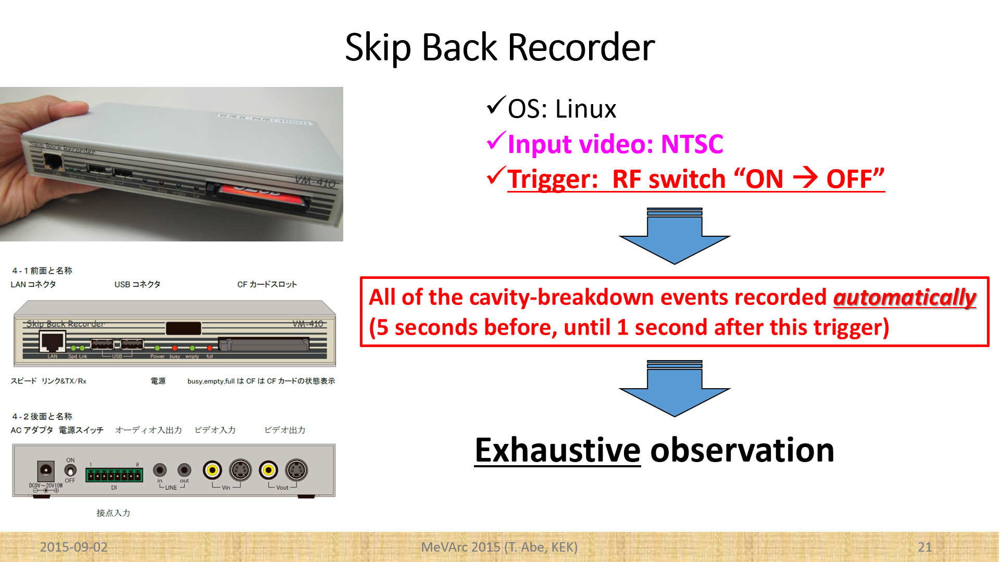 Skip Back Recorder
Skip Back Recorder
VM-410
LAN
Spd Lnk
USB
Power
busy
empty
full
✓OS: Linux
✓Input video: NTSC
✓Trigger: RF switch “ON → OFF”
All of the cavity-breakdown events recorded automatically
(5 seconds before, until 1 second after this trigger)
Exhaustive observation
4-1前面と名称
LAN コネクタ USB コネクタ CF カードスロット
Skip Back Recorder VM-410
LAN Spd Lnk USB Power busy empty full
スピード リンク&TX/Rx 電源 busy,empty,full は CF は CF カードの状態表示
4-2後面と名称
AC アダプタ 電源スイッチ オーディオ入出力 ビデオ入力 ビデオ出力
ON
OFF
DC9V~20V10W
1 8
DI
in out
LINE
Vin
Vout
接点入力
2015-09-02
MeVArc 2015 (T. Abe, KEK)
21